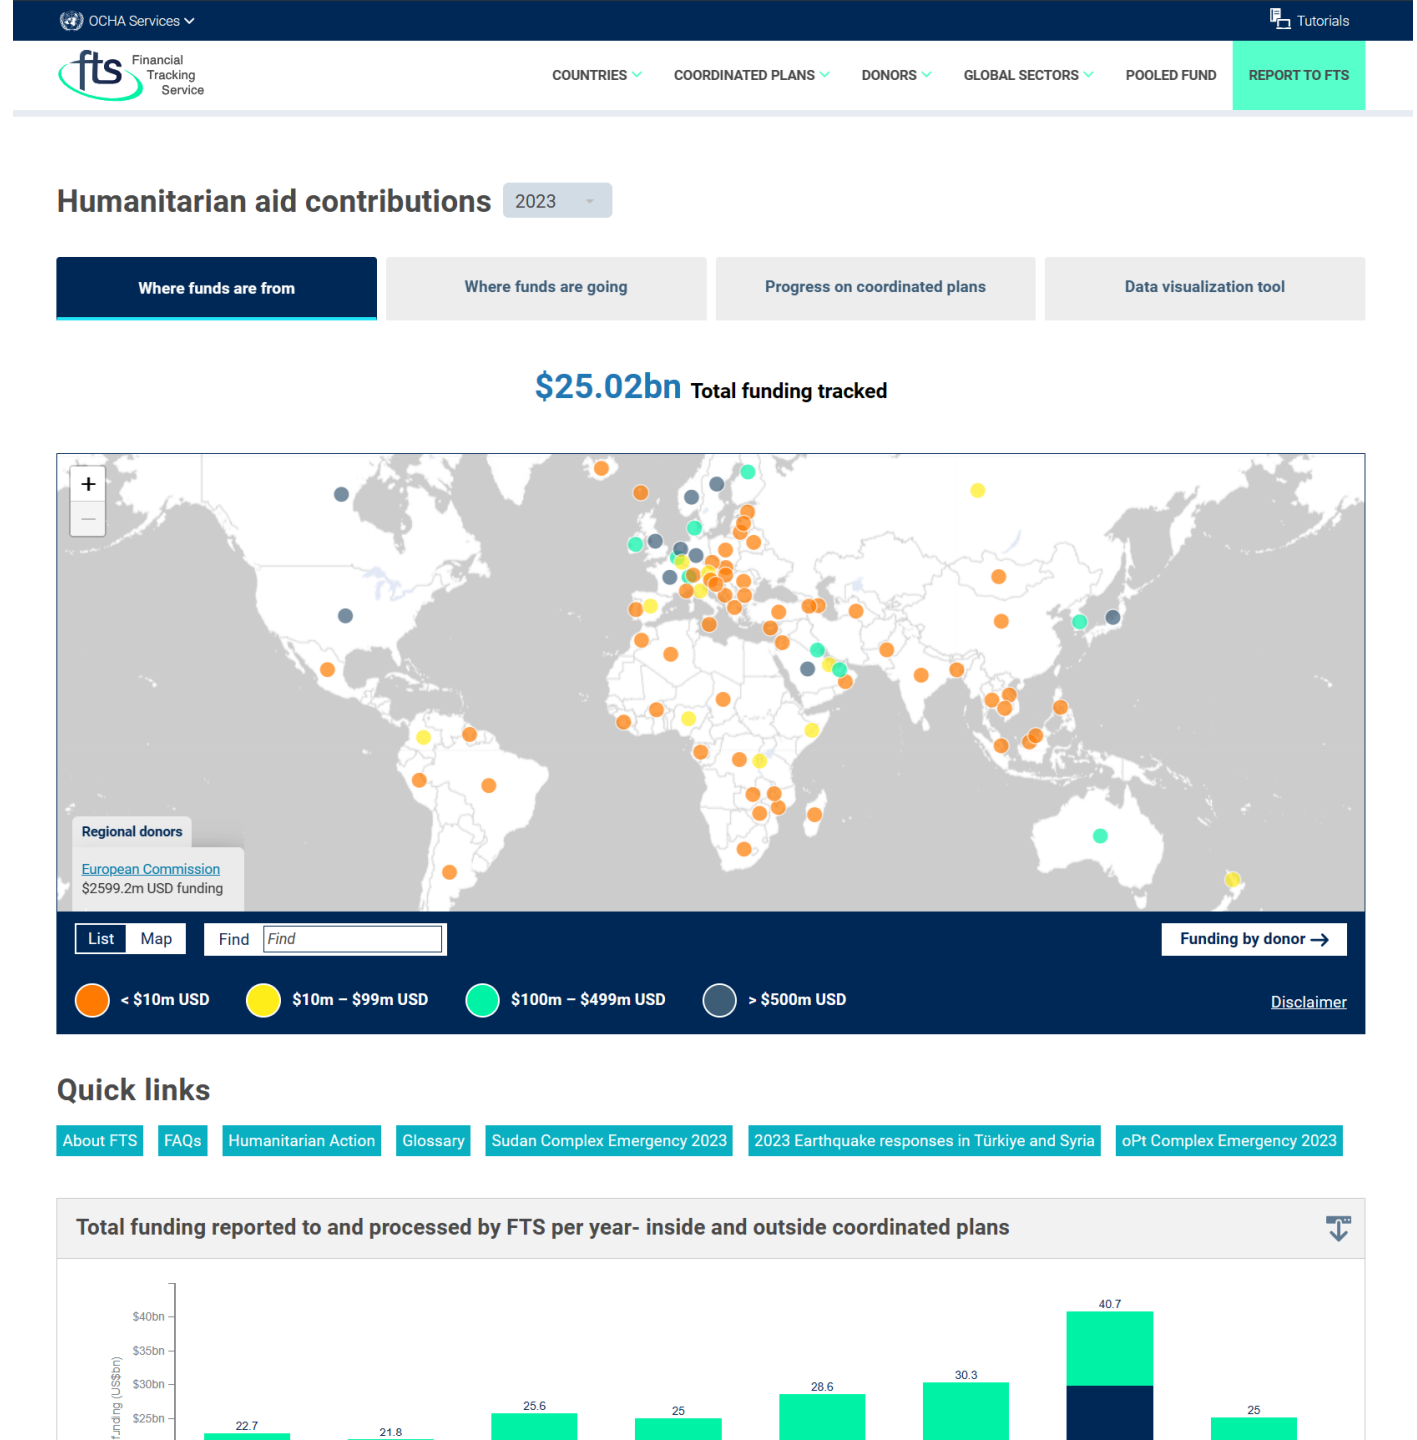 OCHA Services
Tutorials
fts Financial
Tracking
Service
COUNTRIES
COORDINATED PLANS
DONORS
GLOBAL SECTORS
POOLED FUND
REPORT TO FTS
Humanitarian aid contributions
2023
Where funds are from
Where funds are going
Progress on coordinated plans
Data visualization tool
$25.02bn Total funding tracked
+
−
Regional donors
European Commission
$2599.2m USD funding
List
Map
Find
Find
Funding by donor →
< $10m USD
$10m – $99m USD
$100m – $499m USD
> $500m USD
Disclaimer
Quick links
About FTS
FAQs
Humanitarian Action
Glossary
Sudan Complex Emergency 2023
2023 Earthquake responses in Türkiye and Syria
oPt Complex Emergency 2023
Total funding reported to and processed by FTS per year- inside and outside coordinated plans
40.7
$40bn
$35bn
30.3
$30bn
28.6
25.6
25
25
$25bn
22.7
21.8
funding (US$bn)